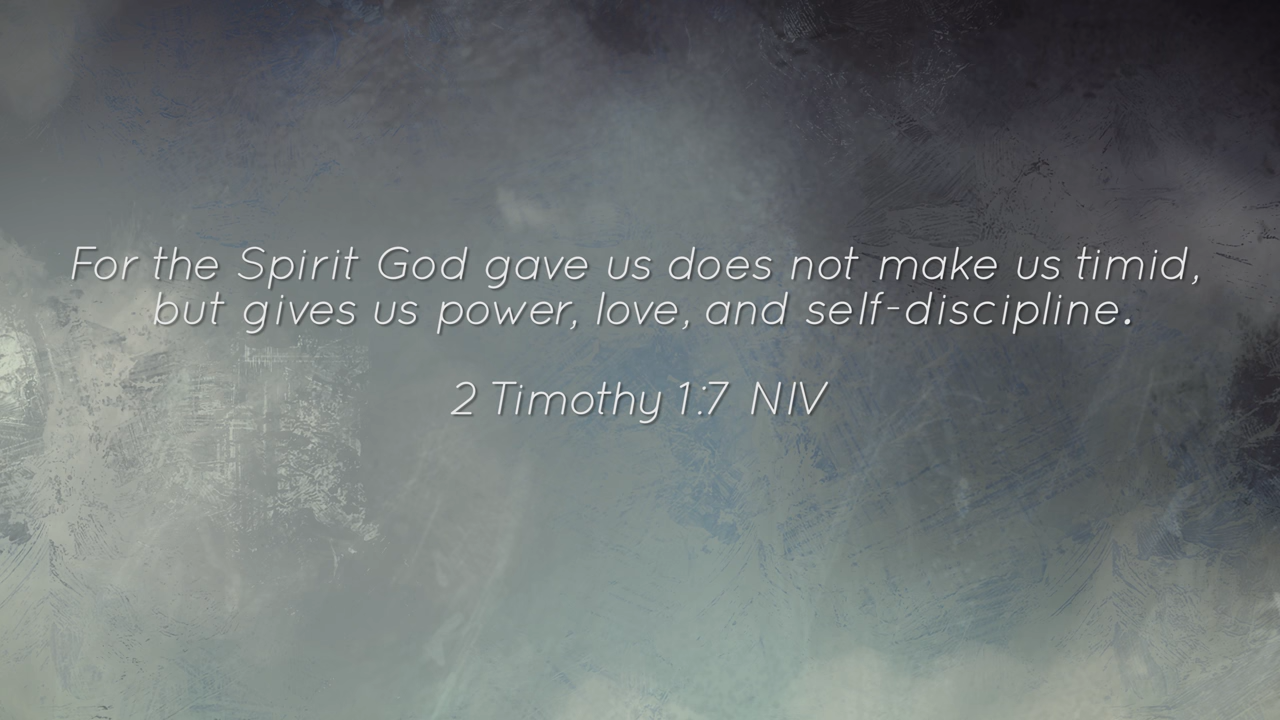 For the Spirit God gave us does not make us timid,
but gives us power, love, and self-discipline.
2 Timothy 1:7 NIV